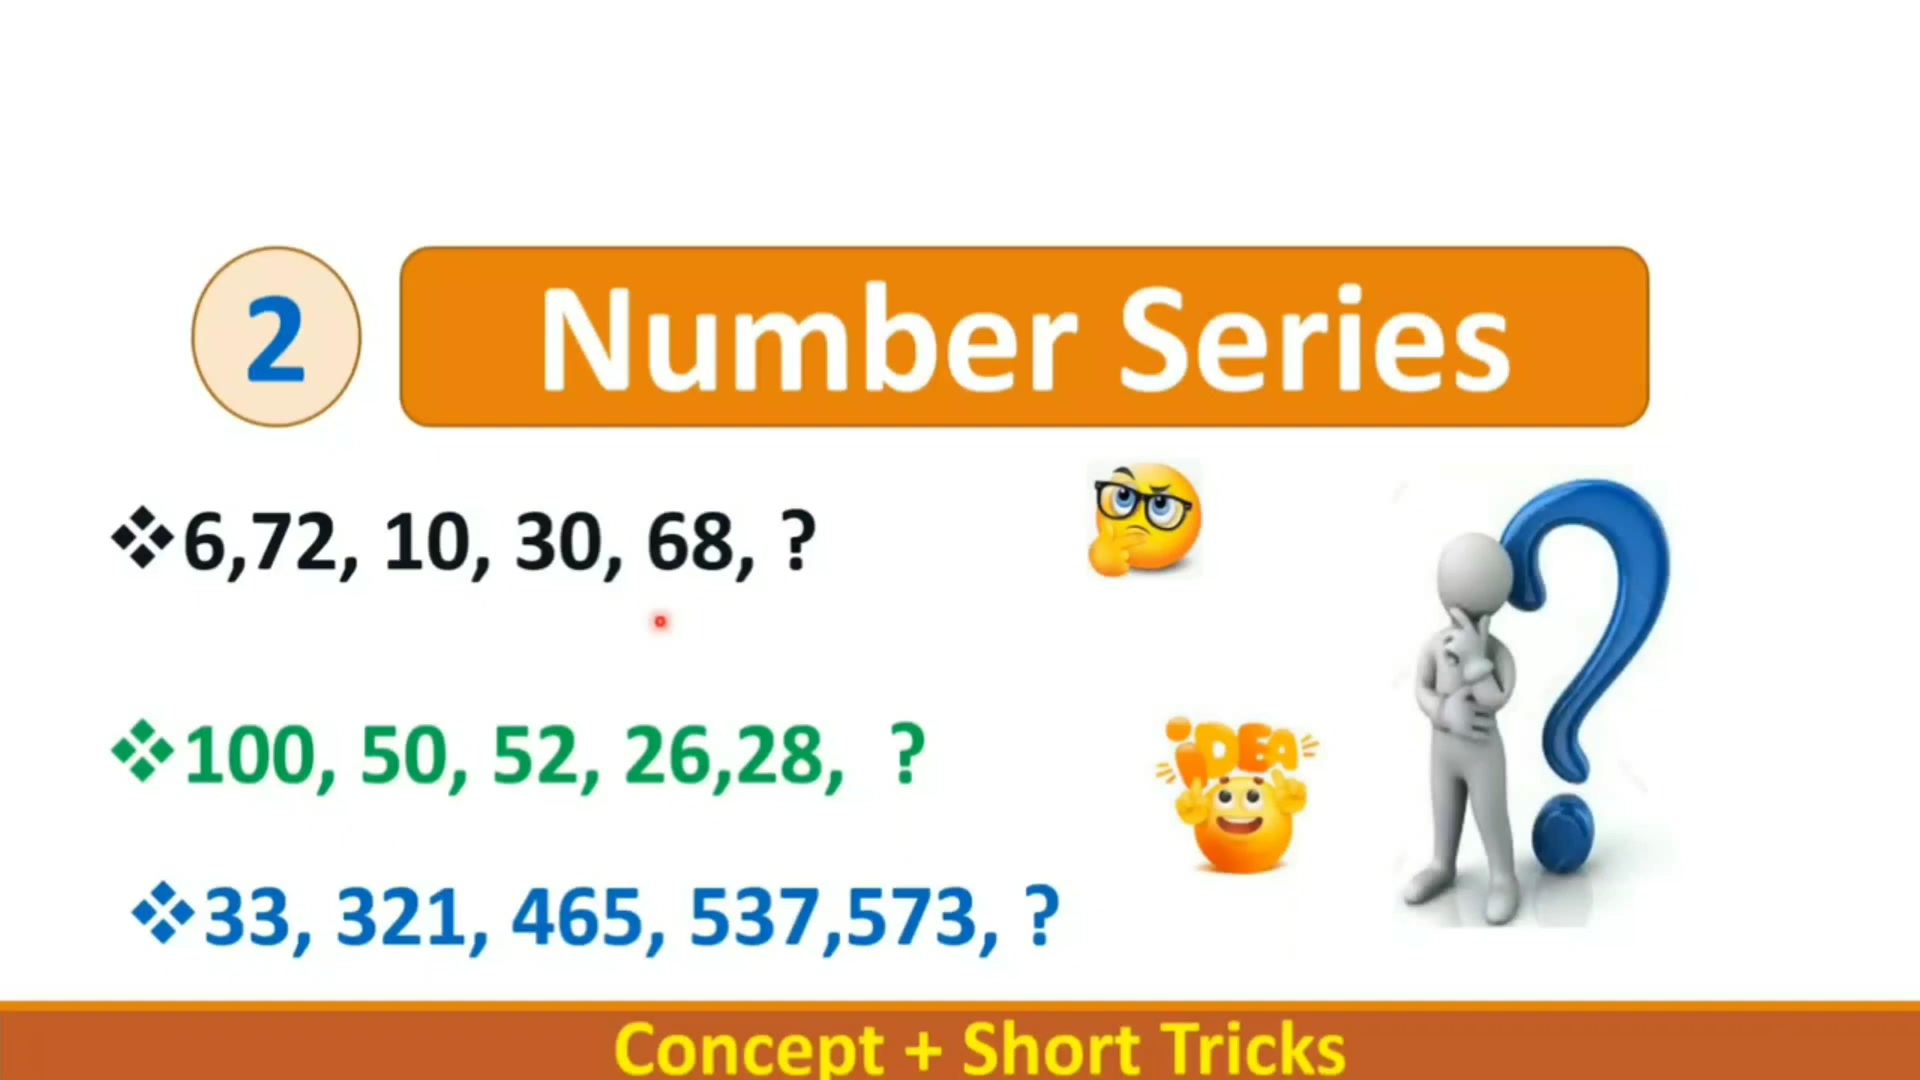 2
Number Series
6,72, 10, 30, 68, ?
100, 50, 52, 26,28, ?
IDEA
33, 321, 465, 537,573, ?
Concept + Short Tricks